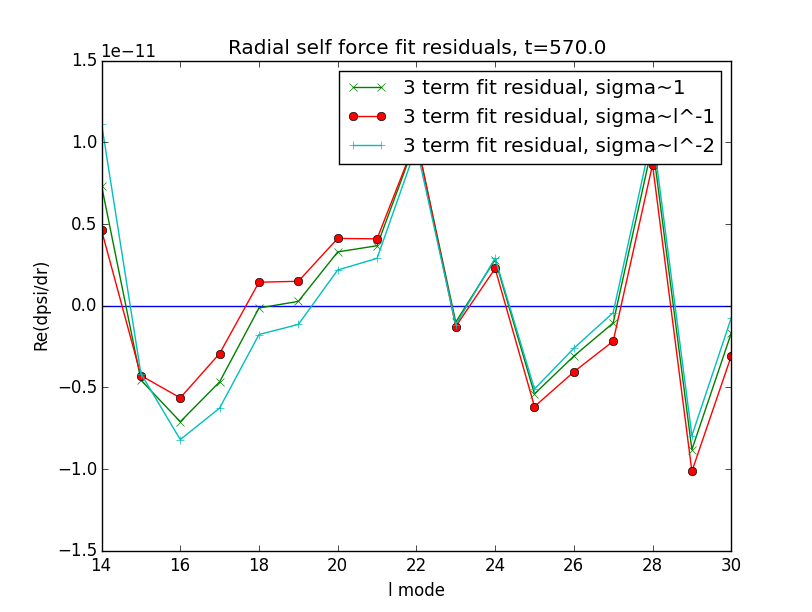 Radial self force fit residuals, t=570.0
1e−11
3 term fit residual, sigma~1
3 term fit residual, sigma~l^-1
3 term fit residual, sigma~l^-2
1.5
1.0
0.5
0.0
−0.5
−1.0
−1.5
Re(dpsi/dr)
14 16 18 20 22 24 26 28 30
l mode